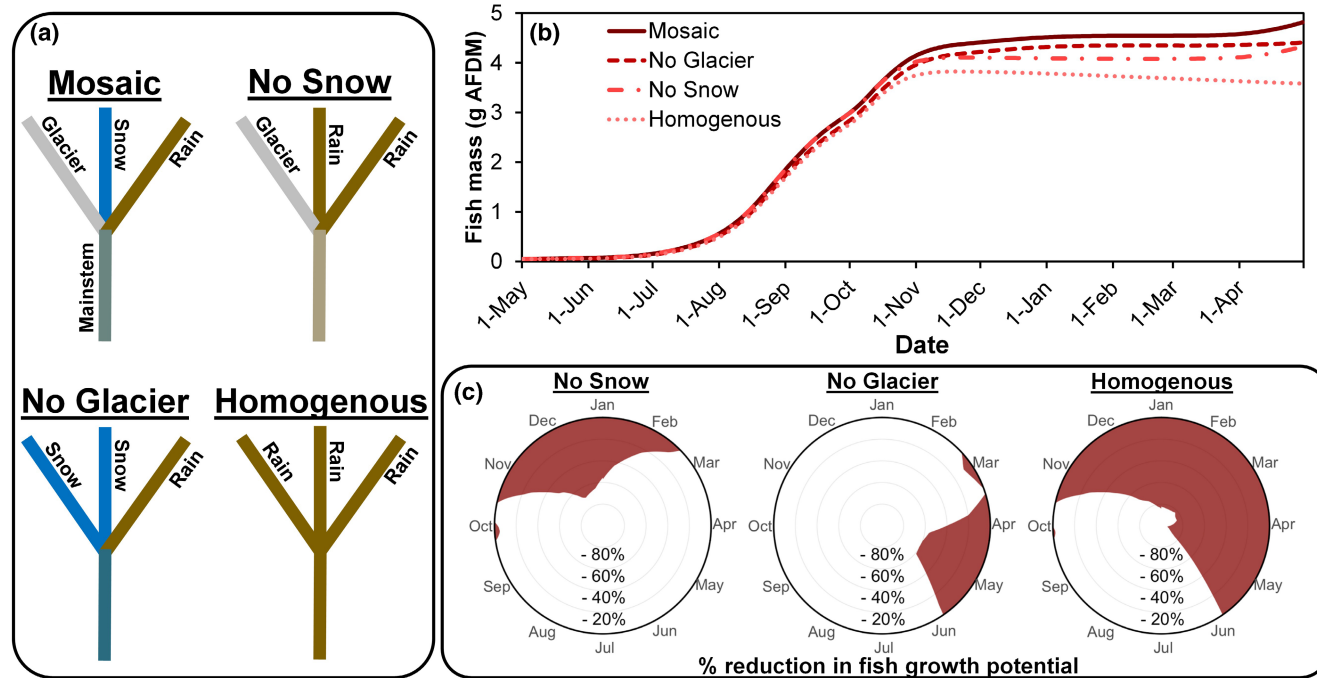 (a)
Mosaic
Glacier
Snow
Rain
Mainstem
No Snow
Glacier
Rain
Rain
No Glacier
Snow
Snow
Rain
Homogenous
Rain
Rain
Rain
(b)
Mosaic
No Glacier
No Snow
Homogenous
Fish mass (g AFDM)
5
4
3
2
1
0
1-May
1-Jun
1-Jul
1-Aug
1-Sep
1-Oct
1-Nov
1-Dec
1-Jan
1-Feb
1-Mar
1-Apr
Date
(c)
No Snow
Jan
Feb
Mar
Apr
May
Jun
Jul
Aug
Sep
Oct
Nov
Dec
- 80%
- 60%
- 40%
- 20%
No Glacier
Jan
Feb
Mar
Apr
May
Jun
Jul
Aug
Sep
Oct
Nov
Dec
- 80%
- 60%
- 40%
- 20%
Homogenous
Jan
Feb
Mar
Apr
May
Jun
Jul
Aug
Sep
Oct
Nov
Dec
- 80%
- 60%
- 40%
- 20%
% reduction in fish growth potential